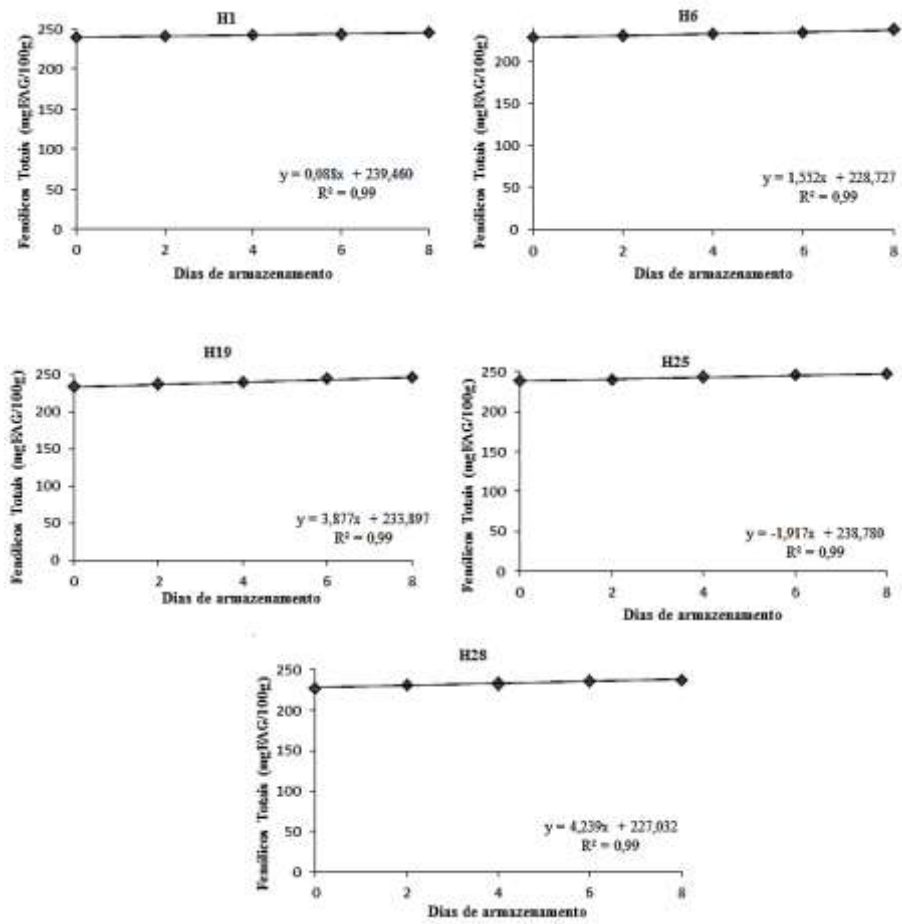 H1
Fenólicos Totais (mgEAG/100g)
250
200
150
100
50
0
y = 0,088x + 239,460
R² = 0,99
0 2 4 6 8
Dias de armazenamento
H6
Fenólicos Totais (mgEAG/100g)
200
150
100
50
0
y = 1,552x + 228,727
R² = 0,99
0 2 4 6 8
Dias de armazenamento
H19
Fenólicos Totais (mgEAG/100g)
250
200
150
100
50
0
y = 3,877x + 233,897
R² = 0,99
0 2 4 6 8
Dias de armazenamento
H25
Fenólicos Totais (mgEAG/100g)
250
200
150
100
50
0
y = -1,917x + 238,780
R² = 0,99
0 2 4 6 8
Dias de armazenamento
H28
Fenólicos Totais (mgEAG/100g)
250
200
150
100
50
0
y = 4,239x + 227,032
R² = 0,99
0 2 4 6 8
Dias de armazenamento